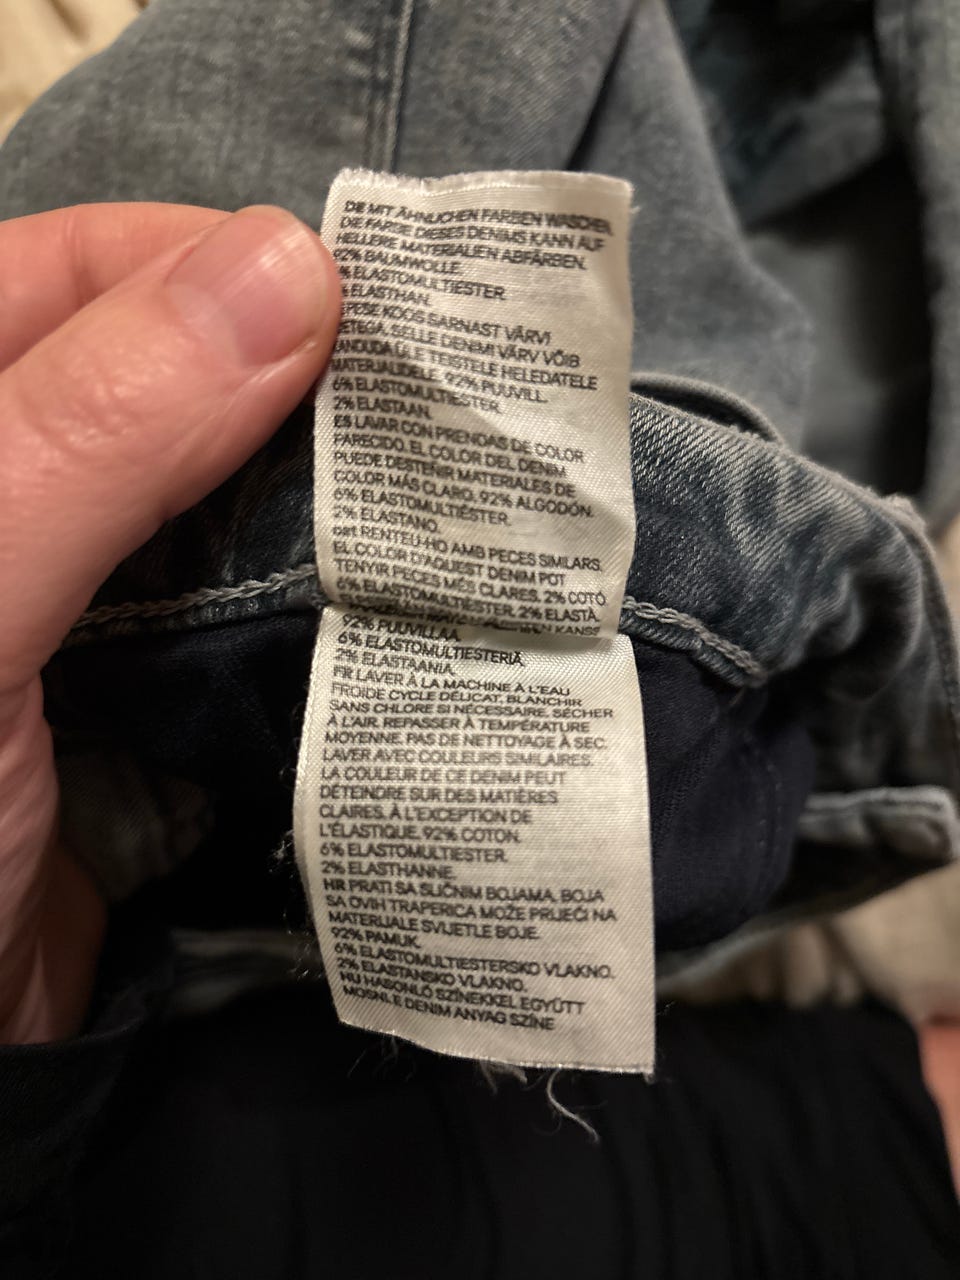 DE MIT ÄHNLICHEN FARBEN WASCHEN.
DIE FARBE DIESES DENIMS KANN AUF
HELLERE MATERIALIEN ABFÄRBEN.
92% BAUMWOLLE.
% ELASTOMULTIESTER.
% ELASTHAN.
PESE KOOS SARNAST VÄRVI
SELLE DENIMI VÄRV VÕIB
ÜLE TEISTELE HELEDATELE
MATERJALIDELE. 92% PUUVILL.
6% ELASTOMULTIESTER.
2% ELASTAAN.
ES LAVAR CON PRENDAS DE COLOR
PARECIDO. EL COLOR DEL DENIM
PUEDE DESTEÑIR MATERIALES DE
COLOR MÁS CLARO. 92% ALGODÓN.
6% ELASTOMULTIÉSTER.
2% ELASTANO.
cat RENTEU-HO AMB PECES SIMILARS.
EL COLOR D'AQUEST DENIM POT
TENYIR PECES MÉS CLARES. 2% COTÓ
6% ELASTOMULTIESTER. 2% ELASTÀ.
KANSS
92% PUUVILLAA.
6% ELASTOMULTIESTERIÄ.
2% ELASTAANIA.
FR LAVER À LA MACHINE À L'EAU
FROIDE CYCLE DÉLICAT, BLANCHIR
SANS CHLORE SI NÉCESSAIRE, SÉCHER
À L'AIR. REPASSER À TEMPÉRATURE
MOYENNE. PAS DE NETTOYAGE À SEC.
LAVER AVEC COULEURS SIMILAIRES.
LA COULEUR DE CE DENIM PEUT
DÉTEINDRE SUR DES MATIÈRES
CLAIRES. À L'EXCEPTION DE
L'ÉLASTIQUE. 92% COTON.
6% ELASTOMULTIESTER.
2% ELASTHANNE.
HR PRATI SA SLIČNIM BOJAMA. BOJA
SA OVIH TRAPERICA MOŽE PRIJEĆI NA
MATERIJALE SVIJETLE BOJE.
92% PAMUK.
6% ELASTOMULTIESTERSKO VLAKNO.
2% ELASTANSKO VLAKNO.
HU HASONLÓ SZÍNEKKEL EGYÜTT
MOSNI. E DENIM ANYAG SZÍNE